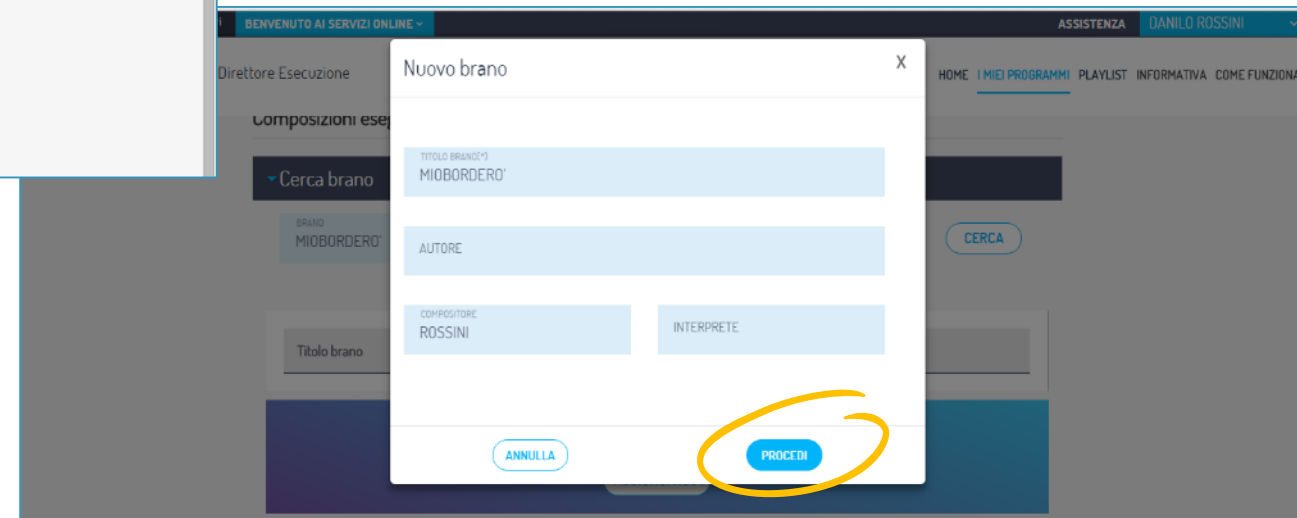 BENVENUTO AI SERVIZI ONLINE
ASSISTENZA
DANILO ROSSINI
Direttore Esecuzione
HOME
I MIEI PROGRAMMI
PLAYLIST
INFORMATIVA
COME FUNZIONA
Nuovo brano
X
Composizioni eseg
Cerca brano
TITOLO BRANO(*)
MIOBORDERO'
BRANO
MIOBORDERO'
AUTORE
CERCA
COMPOSITORE
ROSSINI
INTERPRETE
Titolo brano
ANNULLA
PROCEDI